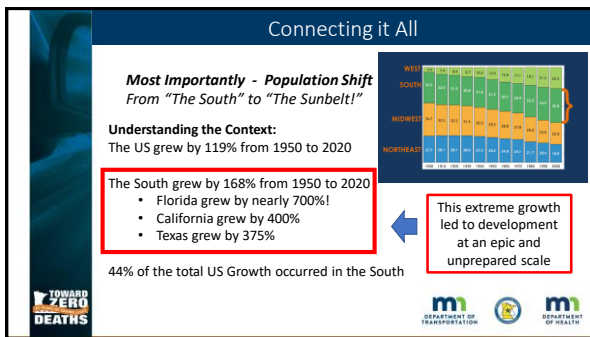 Connecting it All
Most Importantly - Population Shift
From “The South” to “The Sunbelt!”
Understanding the Context:
The US grew by 119% from 1950 to 2020
The South grew by 168% from 1950 to 2020
• Florida grew by nearly 700%!
• California grew by 400%
• Texas grew by 375%
44% of the total US Growth occurred in the South
WEST
SOUTH
MIDWEST
NORTHEAST
This extreme growth
led to development
at an epic and
unprepared scale
TOWARD
ZERO
DEATHS
DEPARTMENT OF
TRANSPORTATION
DEPARTMENT
OF HEALTH